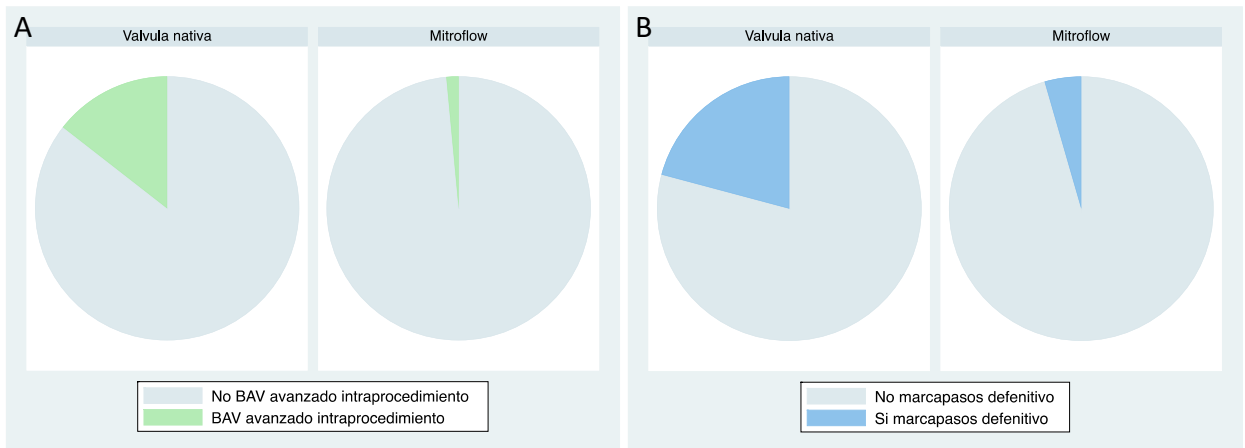 A
Valvula nativa
Mitroflow
No BAV avanzado intraprocedimiento
BAV avanzado intraprocedimiento
B
Valvula nativa
Mitroflow
No marcapasos defenitivo
Si marcapasos defenitivo